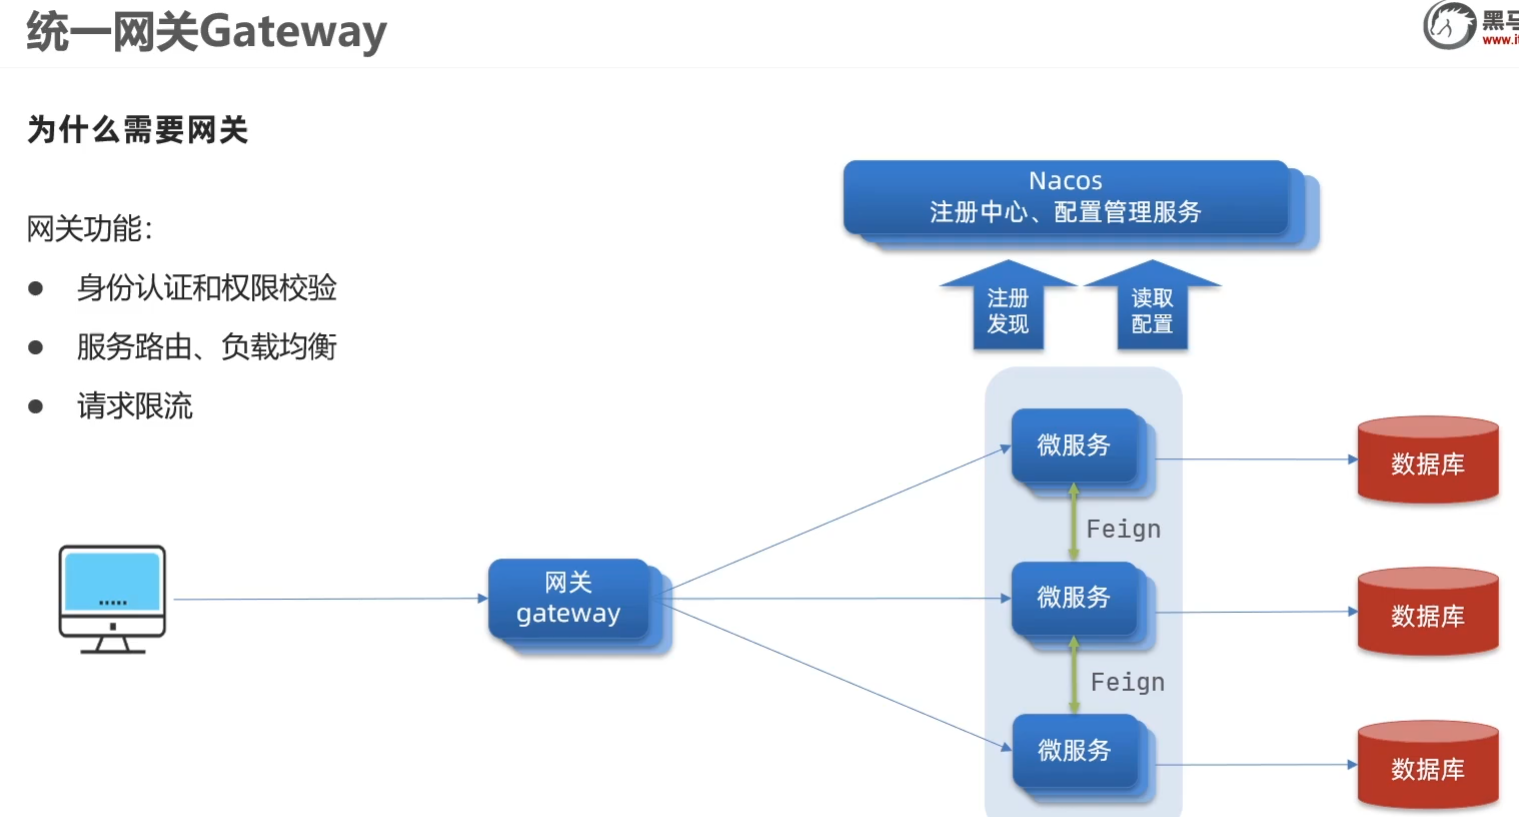 统一网关Gateway
黑马
www.it
为什么需要网关
网关功能：
● 身份认证和权限校验
● 服务路由、负载均衡
● 请求限流
Nacos
注册中心、配置管理服务
注册
发现
读取
配置
微服务
数据库
Feign
网关
gateway
微服务
数据库
Feign
微服务
数据库